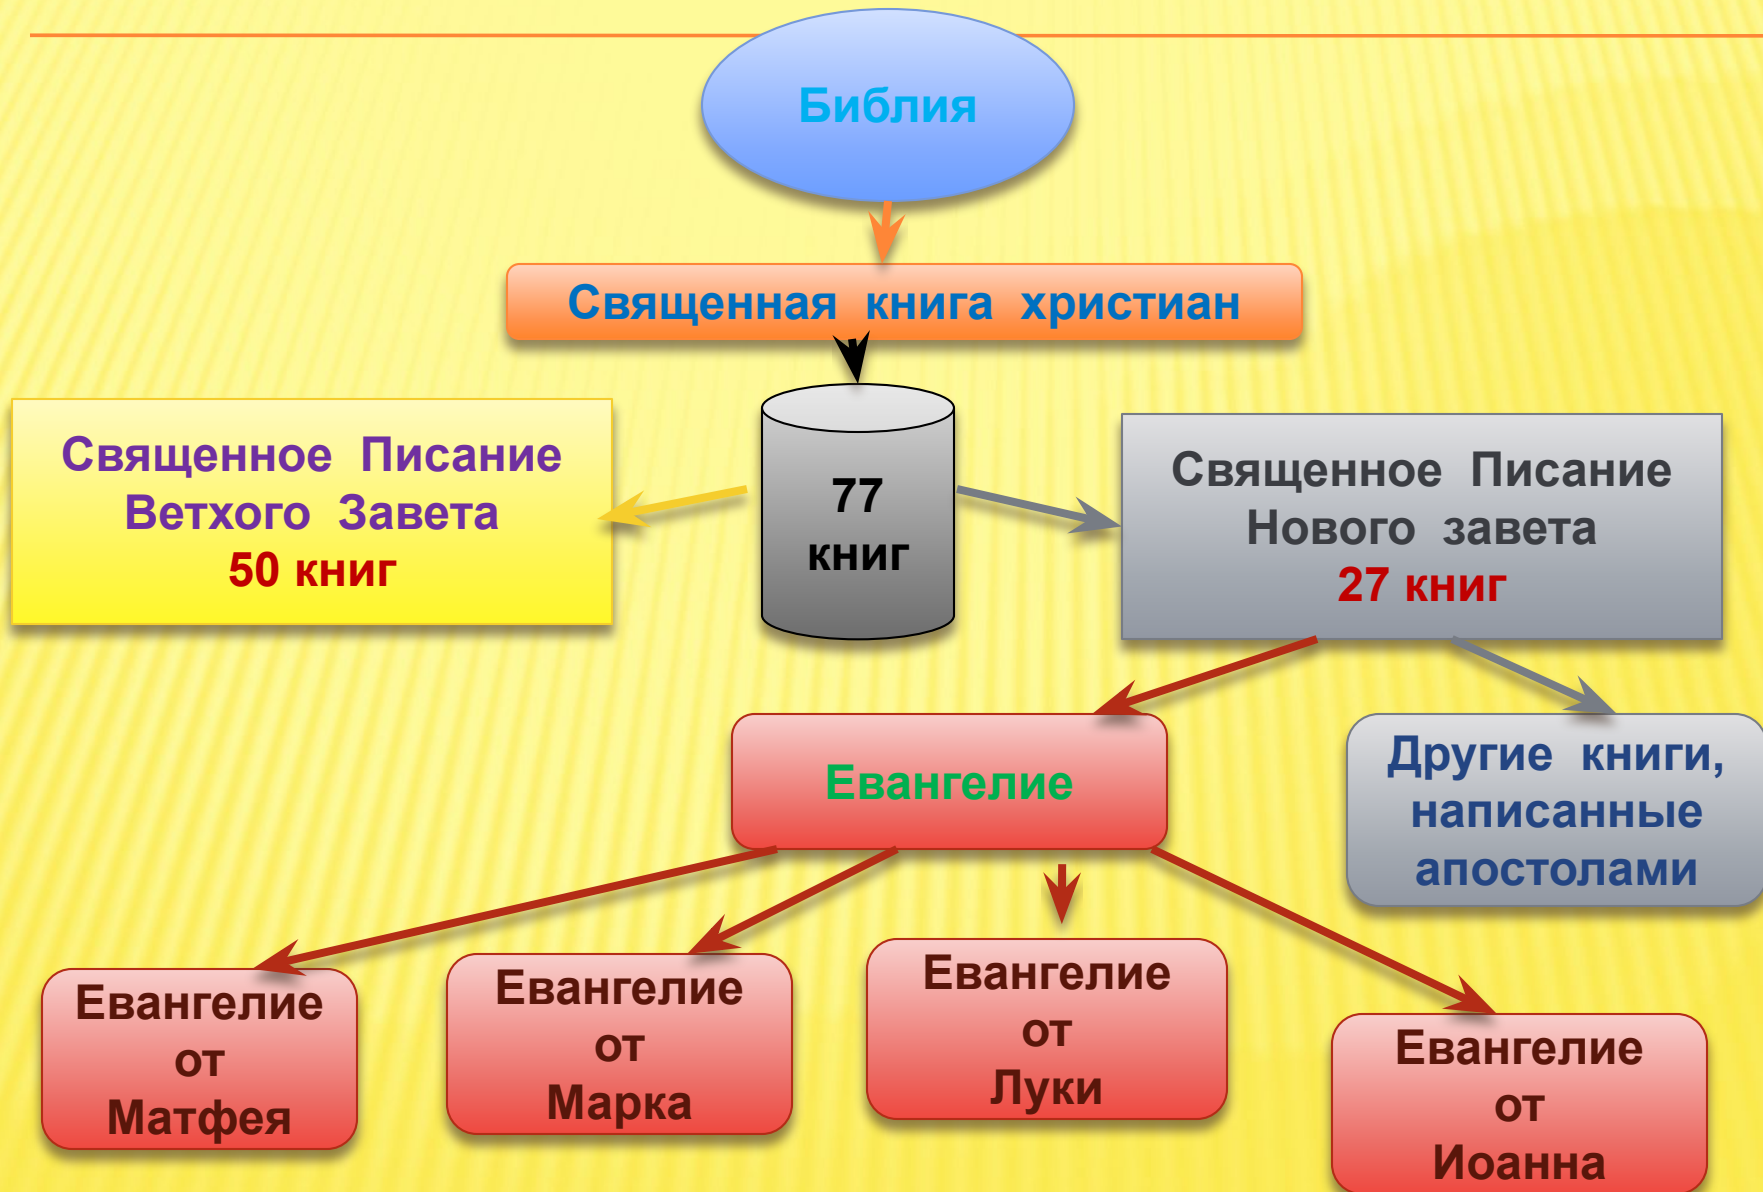 Библия
Священная книга христиан
Священное Писание
Ветхого Завета
50 книг
77
книг
Священное Писание
Нового завета
27 книг
Евангелие
Другие книги,
написанные
апостолами
Евангелие
от
Матфея
Евангелие
от
Марка
Евангелие
от
Луки
Евангелие
от
Иоанна